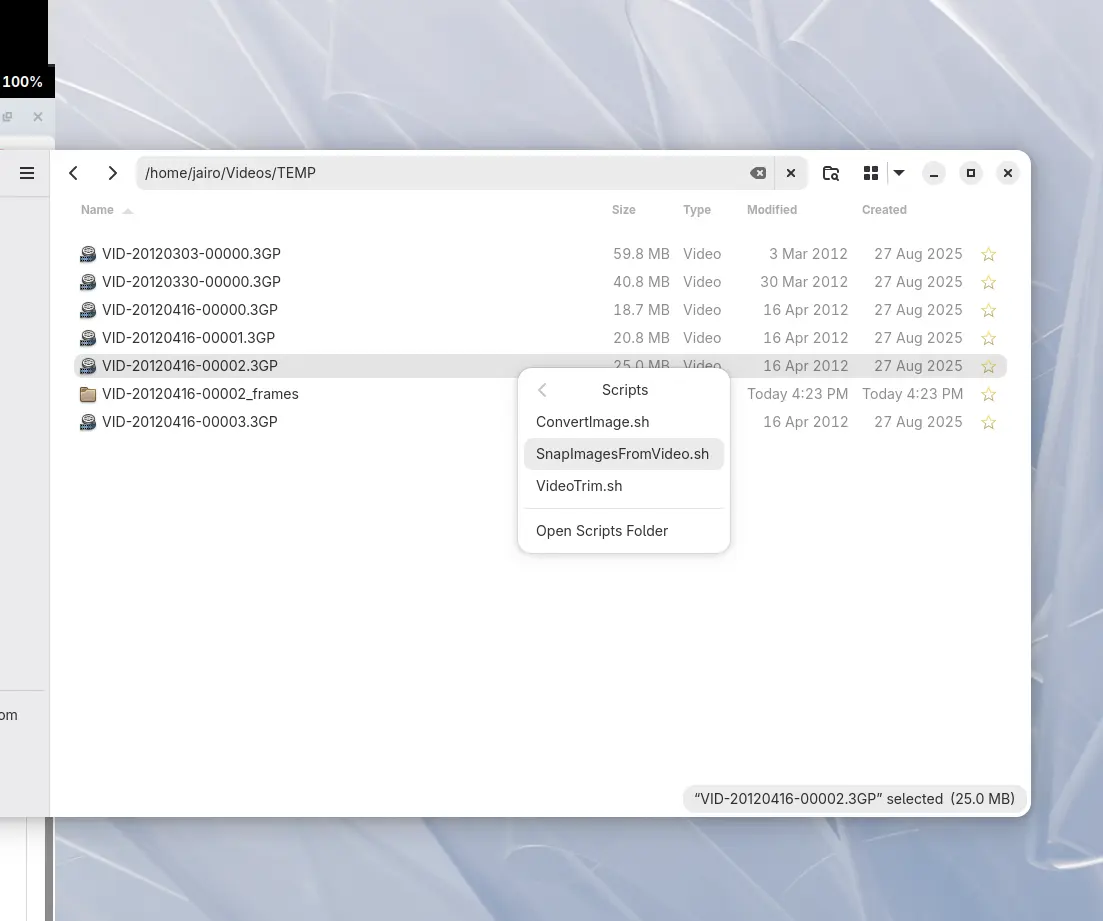 100%
/home/jairo/Videos/TEMP
Name Size Type Modified Created
VID-20120303-00000.3GP 59.8 MB Video 3 Mar 2012 27 Aug 2025
VID-20120330-00000.3GP 40.8 MB Video 30 Mar 2012 27 Aug 2025
VID-20120416-00000.3GP 18.7 MB Video 16 Apr 2012 27 Aug 2025
VID-20120416-00001.3GP 20.8 MB Video 16 Apr 2012 27 Aug 2025
VID-20120416-00002.3GP 25.0 MB Video 16 Apr 2012 27 Aug 2025
VID-20120416-00002_frames Today 4:23 PM Today 4:23 PM
VID-20120416-00003.3GP 16 Apr 2012 27 Aug 2025
Scripts
ConvertImage.sh
SnapImagesFromVideo.sh
VideoTrim.sh
Open Scripts Folder
om
“VID-20120416-00002.3GP” selected (25.0 MB)